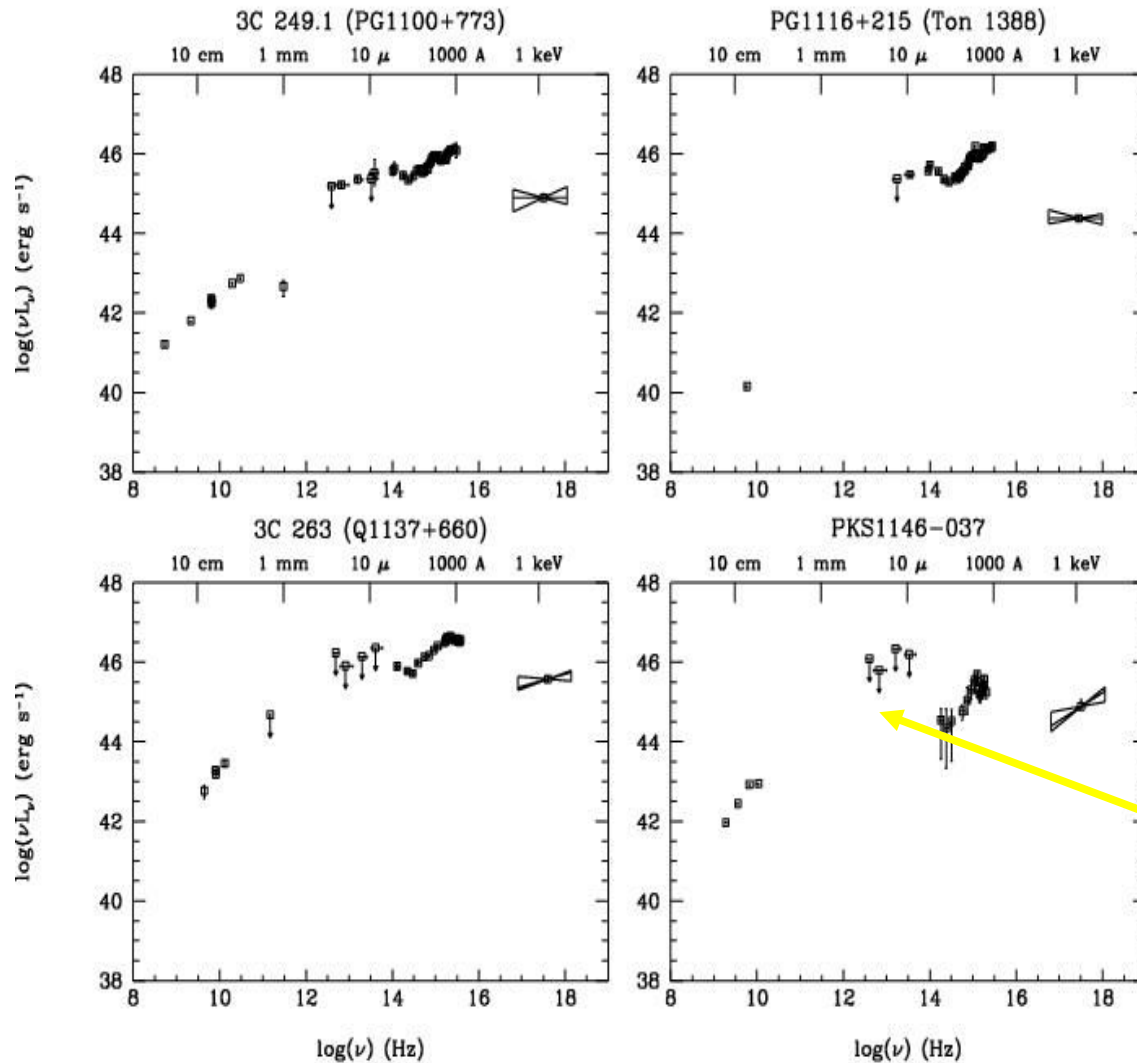 3C 249.1 (PG1100+773)
10 cm 1 mm 10 μ 1000 A 1 keV
48
46
44
42
40
38
8 10 12 14 16 18
log(νLν) (erg s⁻¹)
PG1116+215 (Ton 1388)
10 cm 1 mm 10 μ 1000 A 1 keV
48
46
44
42
40
38
8 10 12 14 16 18
3C 263 (Q1137+660)
10 cm 1 mm 10 μ 1000 A 1 keV
48
46
44
42
40
38
8 10 12 14 16 18
log(νLν) (erg s⁻¹)
log(ν) (Hz)
PKS1146-037
10 cm 1 mm 10 μ 1000 A 1 keV
48
46
44
42
40
38
8 10 12 14 16 18
log(ν) (Hz)